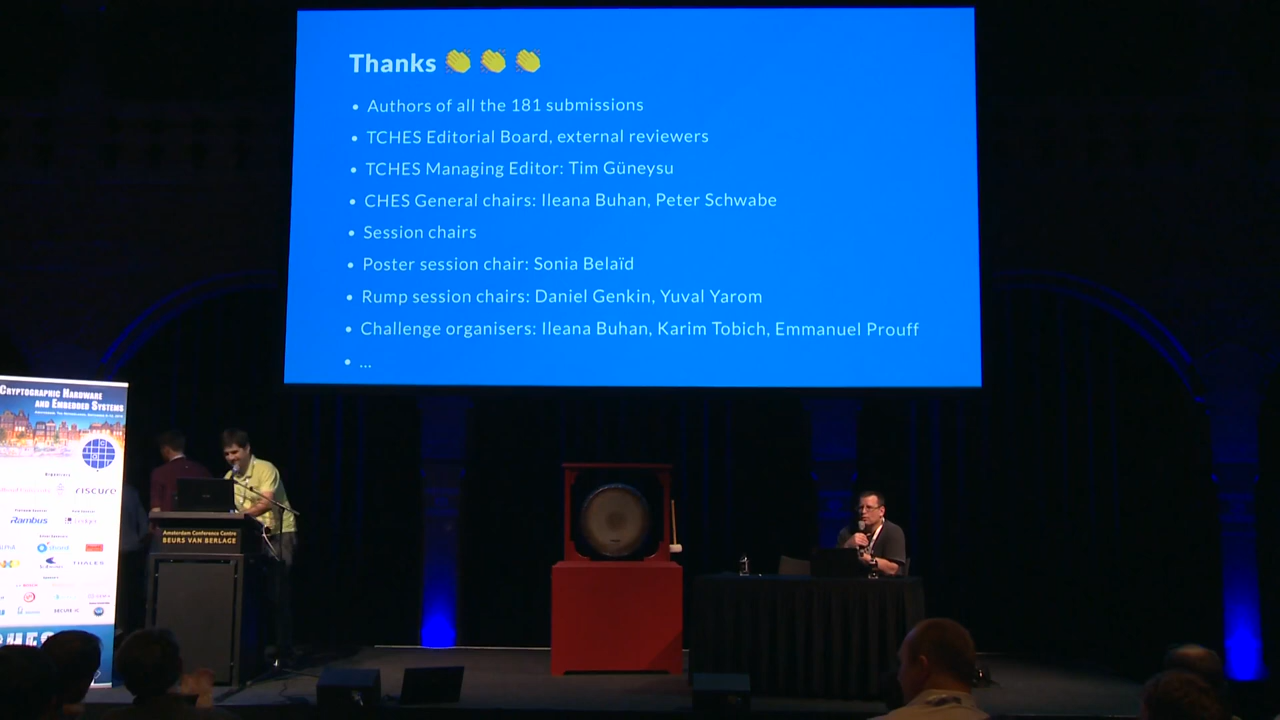 Thanks 👏 👏 👏
• Authors of all the 181 submissions
• TCHES Editorial Board, external reviewers
• TCHES Managing Editor: Tim Güneysu
• CHES General chairs: Ileana Buhan, Peter Schwabe
• Session chairs
• Poster session chair: Sonia Belaïd
• Rump session chairs: Daniel Genkin, Yuval Yarom
• Challenge organisers: Ileana Buhan, Karim Tobich, Emmanuel Prouff
• ...
Cryptographic Hardware
and Embedded Systems
riscure
Rambus
THALES
Amsterdam Conference Centre
BEURS VAN BERLAGE